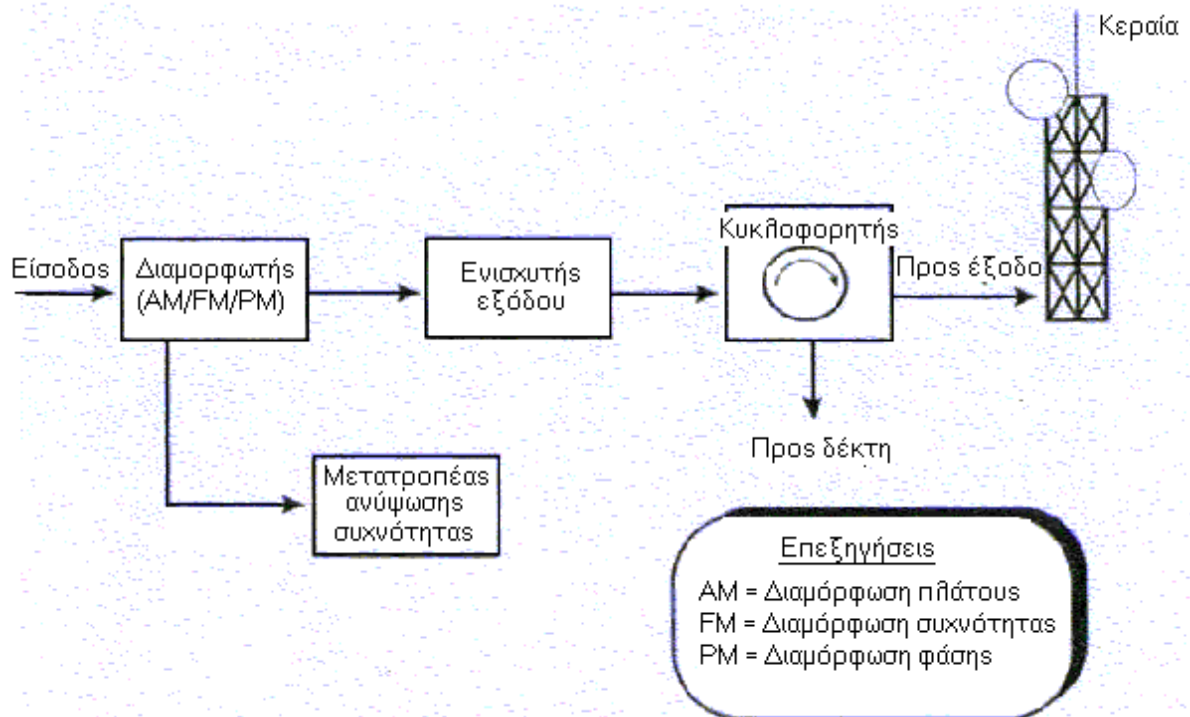 Κεραία
Είσοδος
Διαμορφωτής
(AM/FM/PM)
Ενισχυτής
εξόδου
Κυκλοφορητής
Προς έξοδο
Προς δέκτη
Μετατροπέας
ανύψωσης
συχνότητας
Επεξηγήσεις
AM = Διαμόρφωση πλάτους
FM = Διαμόρφωση συχνότητας
PM = Διαμόρφωση φάσης